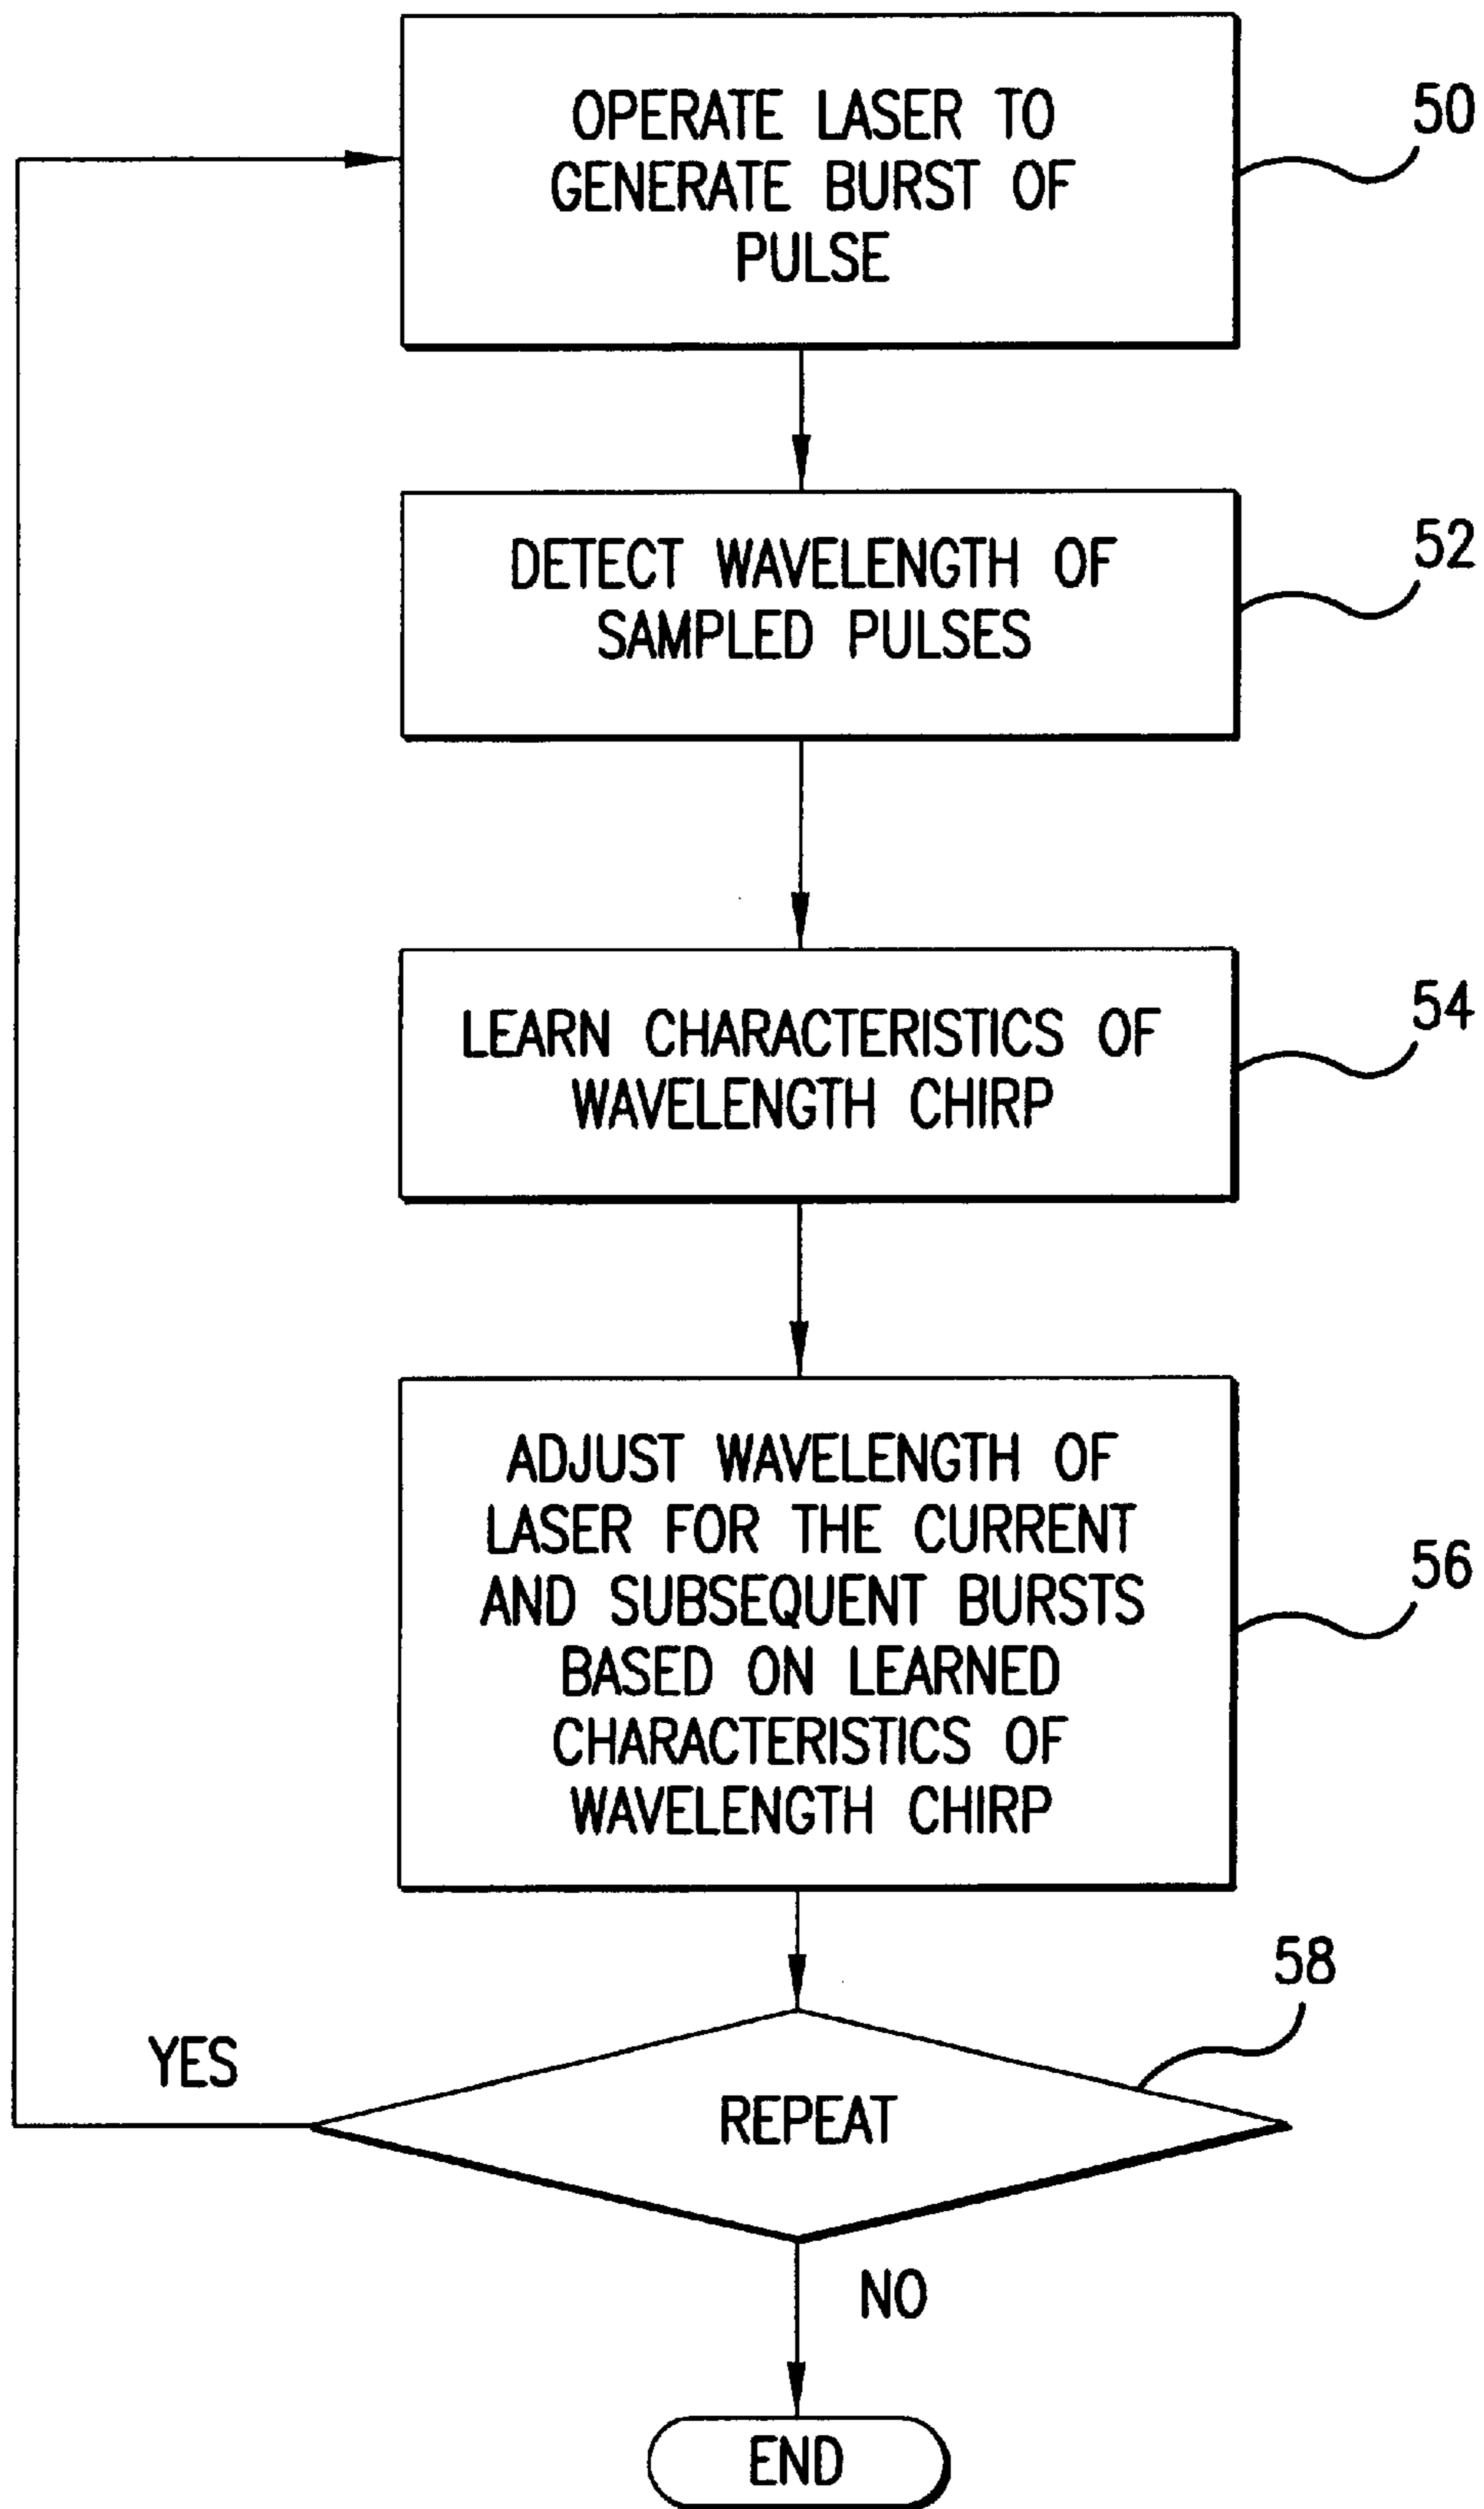 OPERATE LASER TO
GENERATE BURST OF
PULSE
50
DETECT WAVELENGTH OF
SAMPLED PULSES
52
LEARN CHARACTERISTICS OF
WAVELENGTH CHIRP
54
ADJUST WAVELENGTH OF
LASER FOR THE CURRENT
AND SUBSEQUENT BURSTS
BASED ON LEARNED
CHARACTERISTICS OF
WAVELENGTH CHIRP
56
58
YES
REPEAT
NO
END